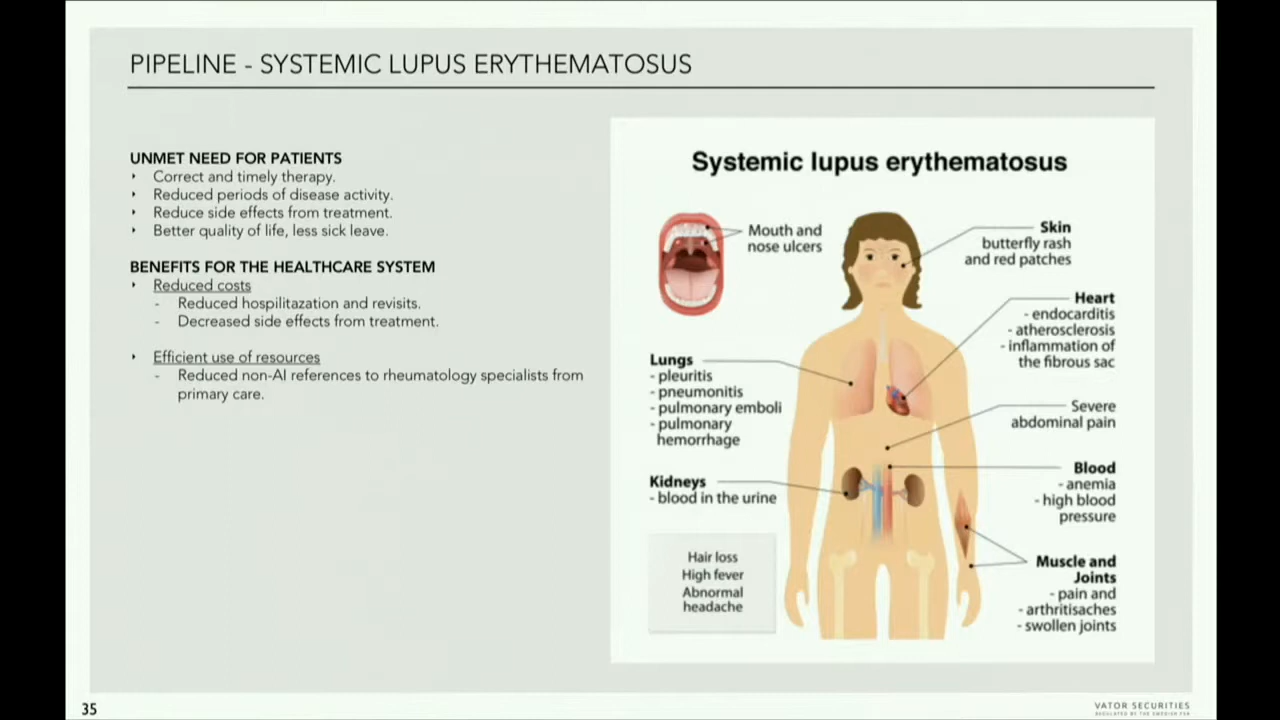 PIPELINE - SYSTEMIC LUPUS ERYTHEMATOSUS
UNMET NEED FOR PATIENTS
Correct and timely therapy.
Reduced periods of disease activity.
Reduce side effects from treatment.
Better quality of life, less sick leave.
BENEFITS FOR THE HEALTHCARE SYSTEM
Reduced costs
- Reduced hospilitazation and revisits.
- Decreased side effects from treatment.
Efficient use of resources
- Reduced non-AI references to rheumatology specialists from
primary care.
Systemic lupus erythematosus
Mouth and
nose ulcers
Skin
butterfly rash
and red patches
Heart
- endocarditis
- atherosclerosis
- inflammation of
the fibrous sac
Lungs
- pleuritis
- pneumonitis
- pulmonary emboli
- pulmonary
hemorrhage
Severe
abdominal pain
Kidneys
- blood in the urine
Blood
- anemia
- high blood
pressure
Hair loss
High fever
Abnormal
headache
Muscle and
Joints
- pain and
- arthritisaches
- swollen joints
35
VATOR SECURITIES
REGULATED BY THE SWEDISH FSA